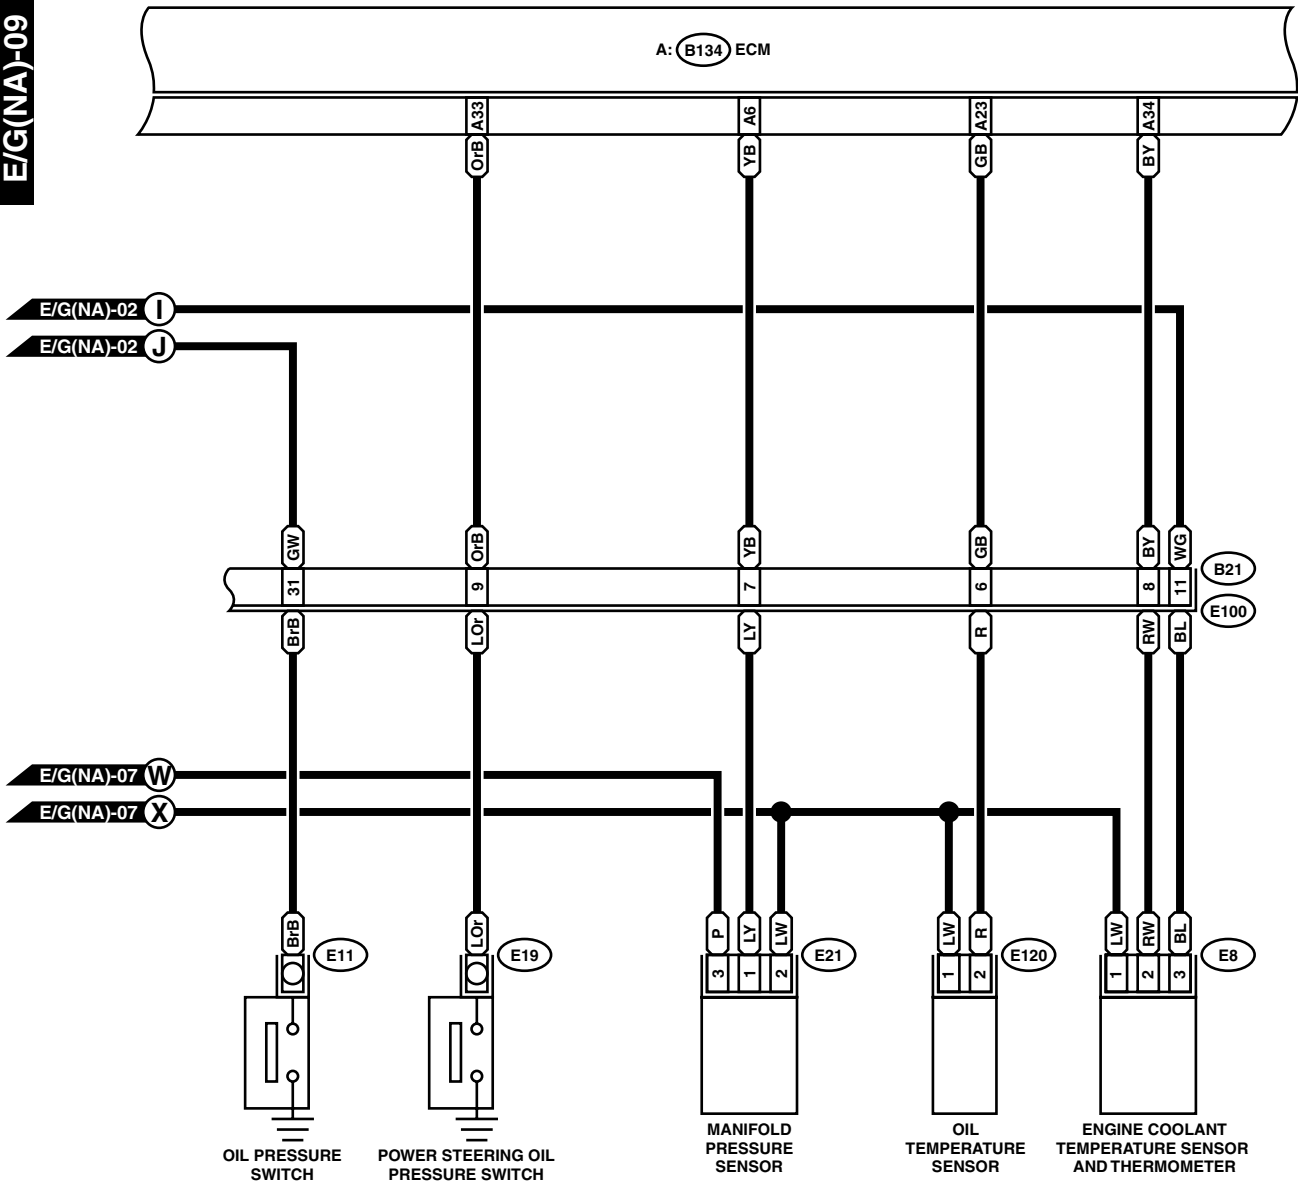 E/G(NA)-09
A: B134 ECM
A33 A6 A23 A34
OrB YB GB BY
E/G(NA)-02 I
E/G(NA)-02 J
GW OrB YB GB BY WG
B21
31 9 7 6 8 11
E100
BrB LOr LY R RW BL
E/G(NA)-07 W
E/G(NA)-07 X
BrB LOr P LY LW LW R LW RW BL
E11 E19 E21 E120 E8
3 1 2 1 2 1 2 3
OIL PRESSURE
SWITCH
POWER STEERING OIL
PRESSURE SWITCH
MANIFOLD
PRESSURE
SENSOR
OIL
TEMPERATURE
SENSOR
ENGINE COOLANT
TEMPERATURE SENSOR
AND THERMOMETER